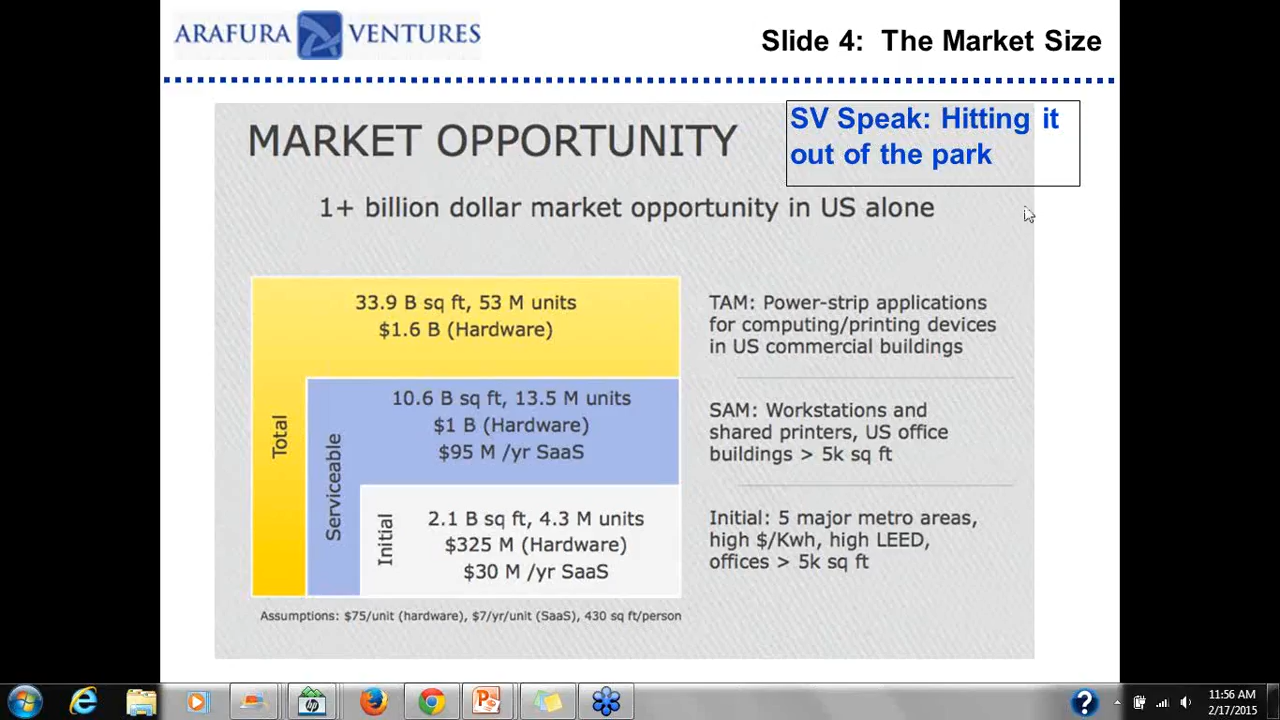 ARAFURA VENTURES
Slide 4: The Market Size
SV Speak: Hitting it
out of the park
MARKET OPPORTUNITY
1+ billion dollar market opportunity in US alone
Total
33.9 B sq ft, 53 M units
$1.6 B (Hardware)
TAM: Power-strip applications
for computing/printing devices
in US commercial buildings
Serviceable
10.6 B sq ft, 13.5 M units
$1 B (Hardware)
$95 M /yr SaaS
SAM: Workstations and
shared printers, US office
buildings > 5k sq ft
Initial
2.1 B sq ft, 4.3 M units
$325 M (Hardware)
$30 M /yr SaaS
Initial: 5 major metro areas,
high $/Kwh, high LEED,
offices > 5k sq ft
Assumptions: $75/unit (hardware), $7/yr/unit (SaaS), 430 sq ft/person
11:56 AM
2/17/2015